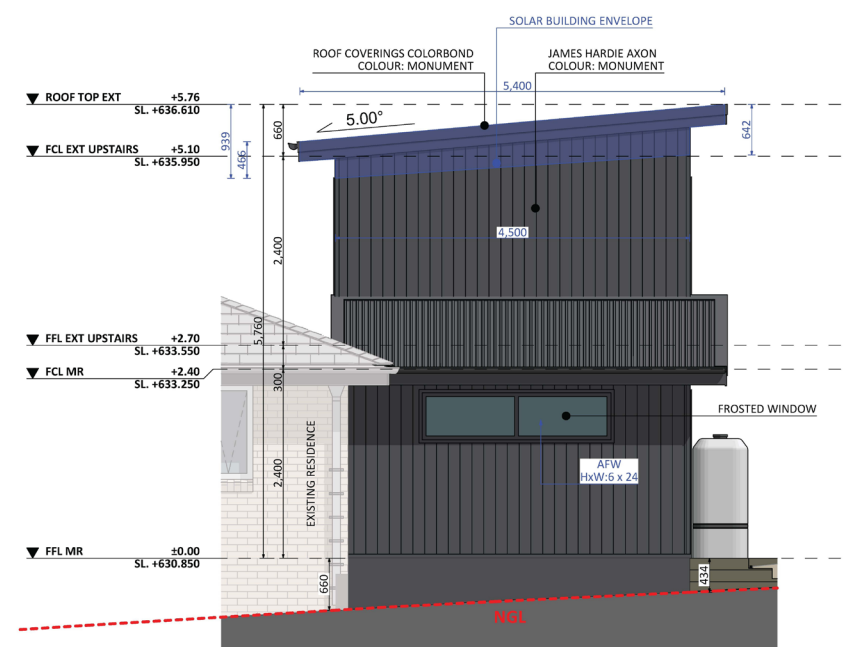 SOLAR BUILDING ENVELOPE
ROOF COVERINGS COLORBOND
COLOUR: MONUMENT
JAMES HARDIE AXON
COLOUR: MONUMENT
5,400
ROOF TOP EXT +5.76
SL. +636.610
5.00°
660
939
466
642
FCL EXT UPSTAIRS +5.10
SL. +635.950
4,500
2,400
5,760
FFL EXT UPSTAIRS +2.70
SL. +633.550
FCL MR +2.40
SL. +633.250
300
FROSTED WINDOW
EXISTING RESIDENCE
2,400
AFW
HxW:6 x 24
FFL MR ±0.00
SL. +630.850
660
434
NGL